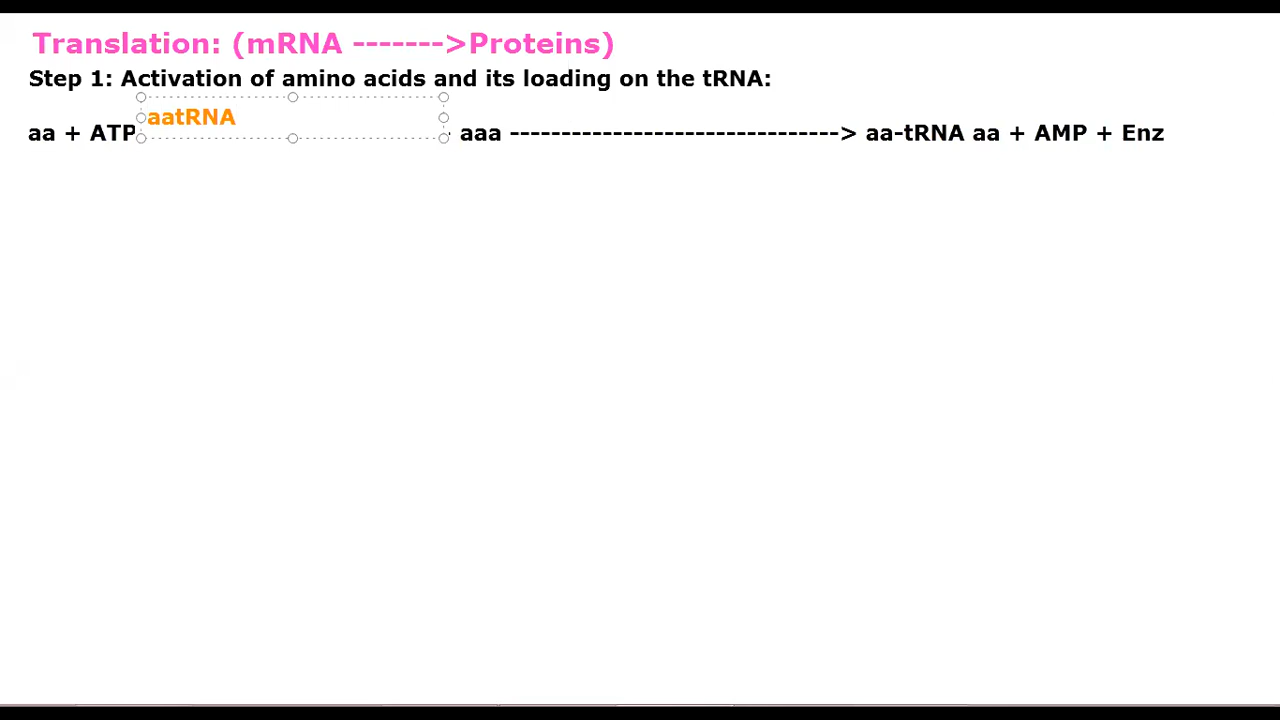 Translation: (mRNA ------->Proteins)
Step 1: Activation of amino acids and its loading on the tRNA:
aatRNA
aa + ATP - aaa --------------------------------> aa-tRNA aa + AMP + Enz